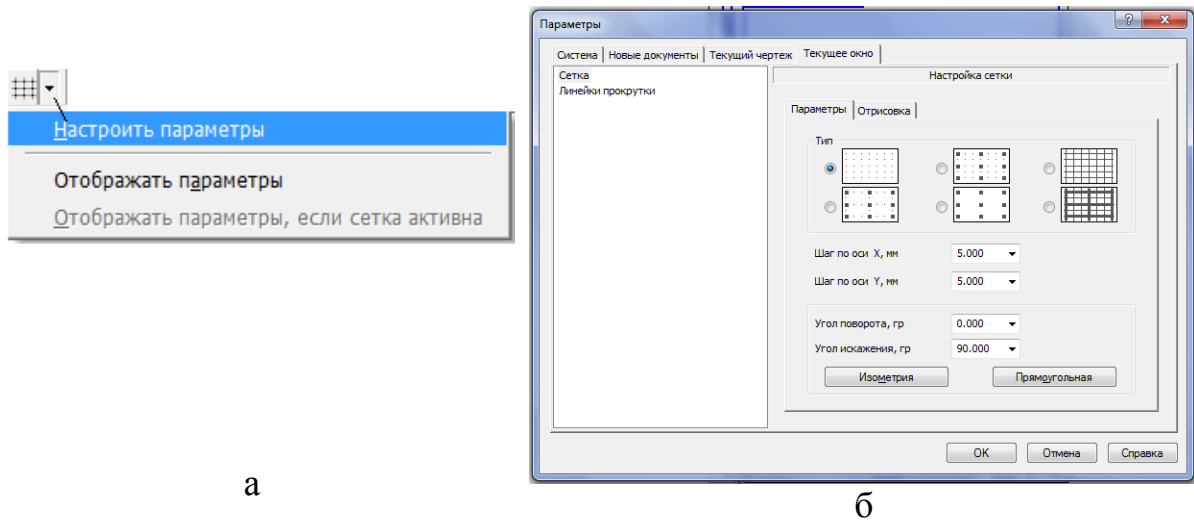 Настроить параметры
Отображать параметры
Отображать параметры, если сетка активна
а
Параметры
Система Новые документы Текущий чертеж Текущее окно
Сетка
Линейки прокрутки
Настройка сетки
Параметры Отрисовка
Тип
Шаг по оси X, мм 5.000
Шаг по оси Y, мм 5.000
Угол поворота, гр 0.000
Угол искажения, гр 90.000
Изометрия Прямоугольная
OK Отмена Справка
б